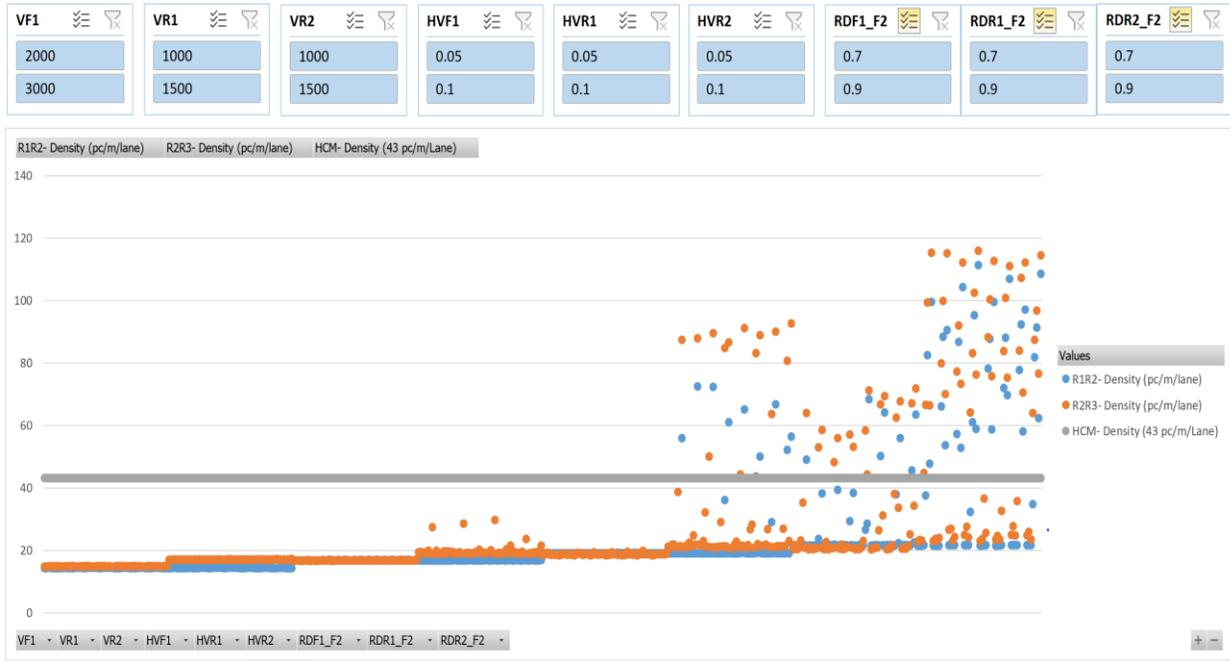 VF1 VR1 VR2 HVF1 HVR1 HVR2 RDF1_F2 RDR1_F2 RDR2_F2
2000 1000 1000 0.05 0.05 0.05 0.7 0.7 0.7
3000 1500 1500 0.1 0.1 0.1 0.9 0.9 0.9
R1R2- Density (pc/m/lane) R2R3- Density (pc/m/lane) HCM- Density (43 pc/m/Lane)
140
120
100
80
60
40
20
0
Values
R1R2- Density (pc/m/lane)
R2R3- Density (pc/m/lane)
HCM- Density (43 pc/m/Lane)
VF1 VR1 VR2 HVF1 HVR1 HVR2 RDF1_F2 RDR1_F2 RDR2_F2 + −